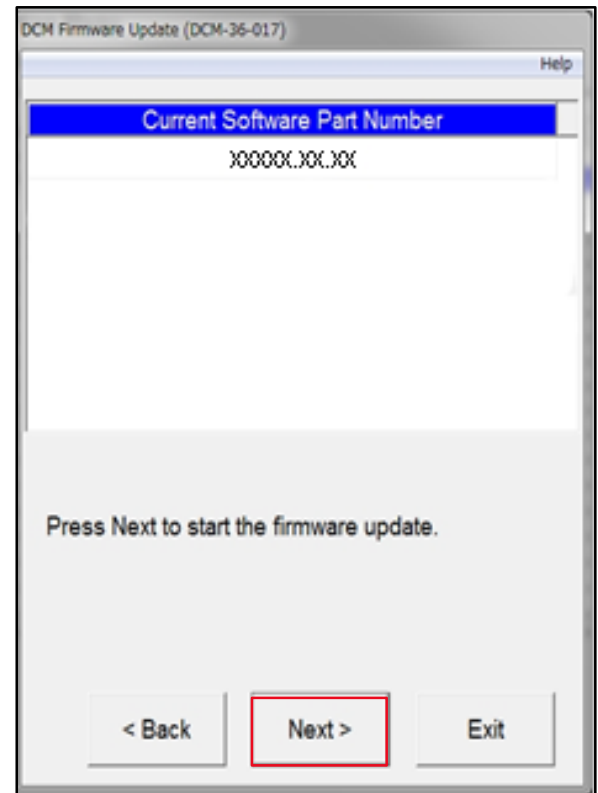 DCM Firmware Update (DCM-36-017)
Help
Current Software Part Number
XXXXX.XX.XX
Press Next to start the firmware update.
< Back
Next >
Exit